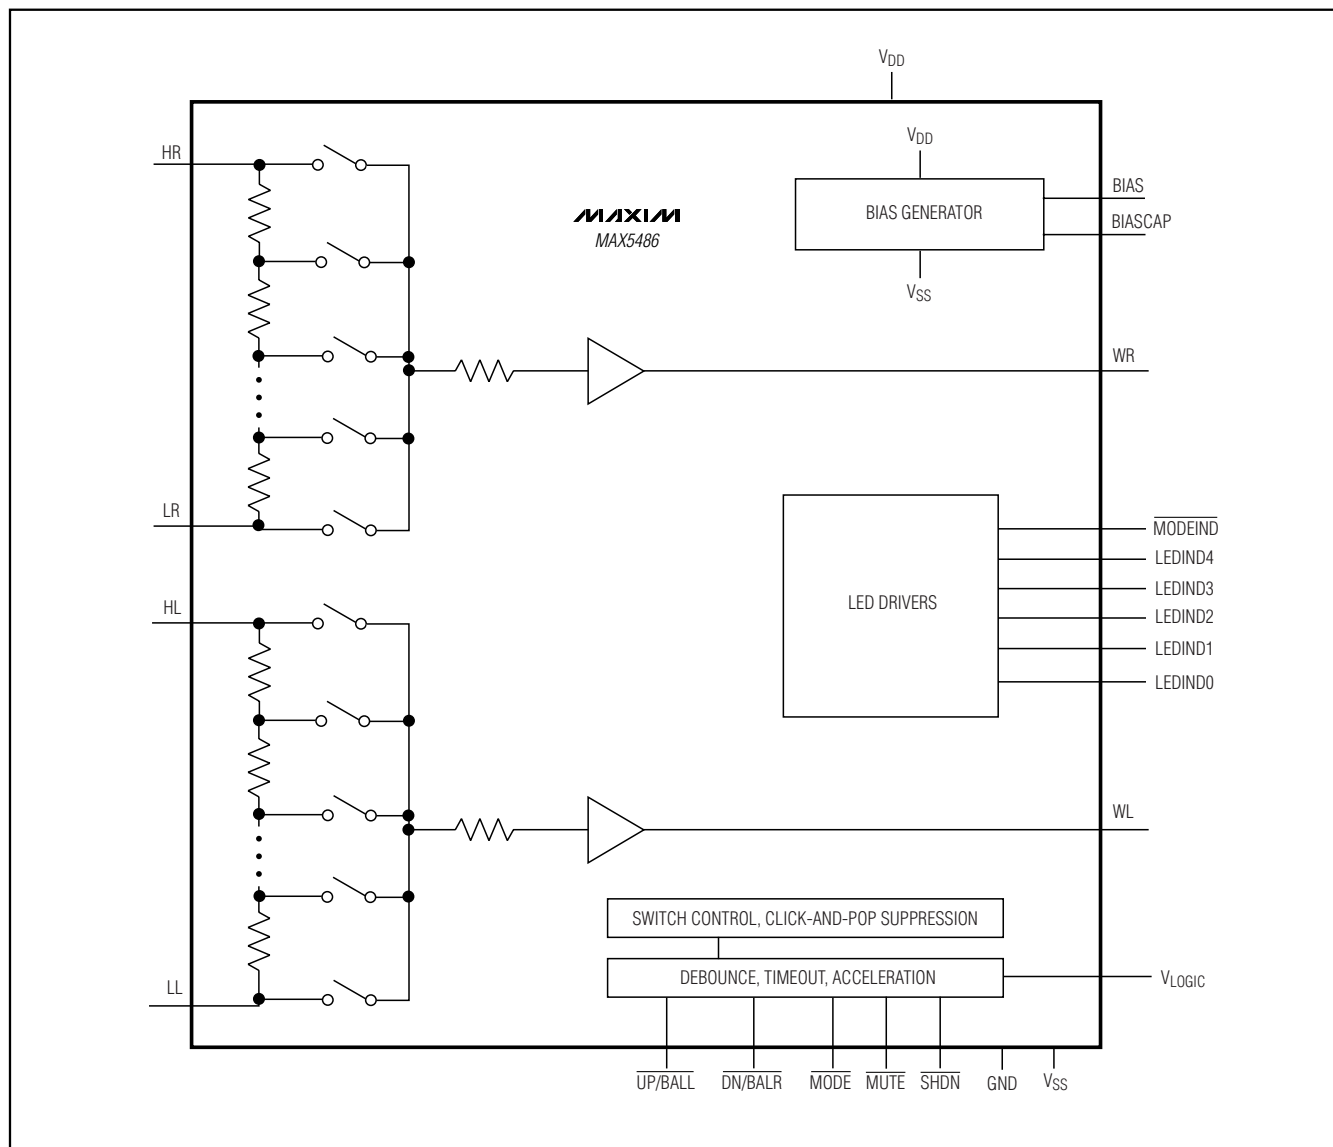 VDD
HR
VDD
BIAS GENERATOR
BIAS
BIASCAP
VSS
MAXIM
MAX5486
WR
LR
MODEIND
LEDIND4
LEDIND3
LEDIND2
LEDIND1
LEDIND0
LED DRIVERS
HL
WL
SWITCH CONTROL, CLICK-AND-POP SUPPRESSION
DEBOUNCE, TIMEOUT, ACCELERATION
VLOGIC
LL
UP/BALL
DN/BALR
MODE
MUTE
SHDN
GND
VSS